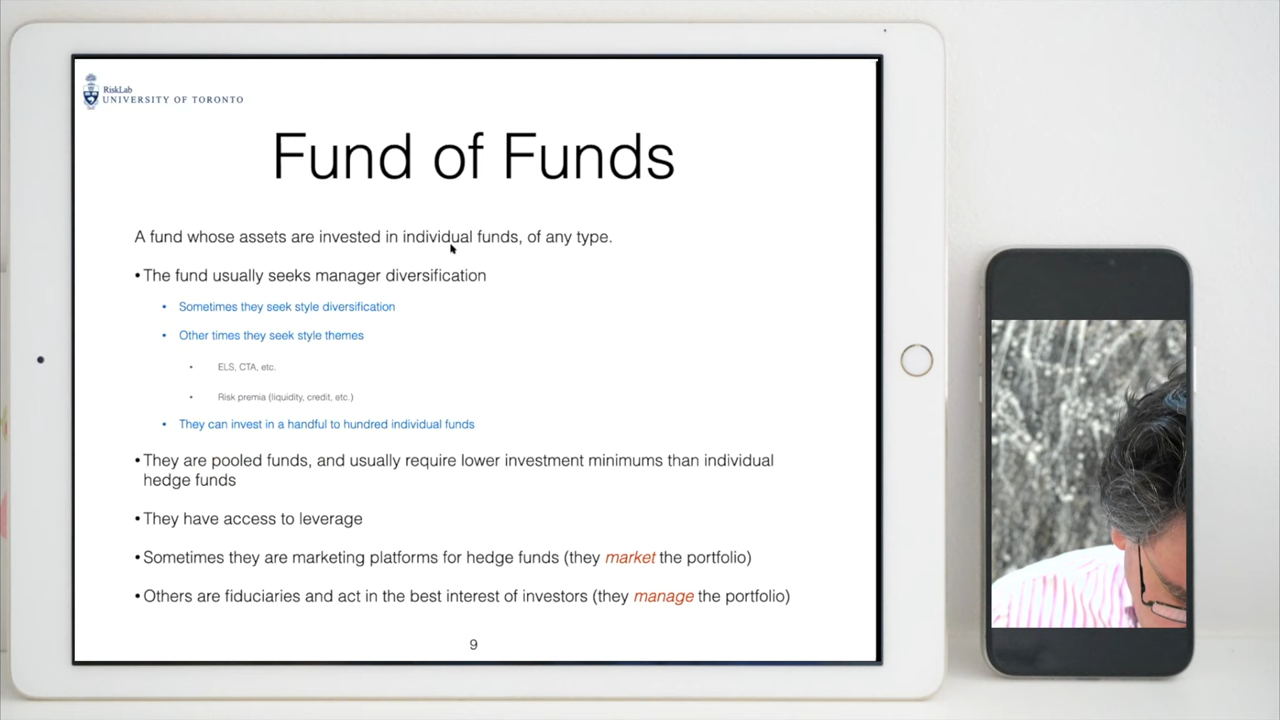 RiskLab
UNIVERSITY OF TORONTO
Fund of Funds
A fund whose assets are invested in individual funds, of any type.
• The fund usually seeks manager diversification
• Sometimes they seek style diversification
• Other times they seek style themes
• ELS, CTA, etc.
• Risk premia (liquidity, credit, etc.)
• They can invest in a handful to hundred individual funds
• They are pooled funds, and usually require lower investment minimums than individual
hedge funds
• They have access to leverage
• Sometimes they are marketing platforms for hedge funds (they market the portfolio)
• Others are fiduciaries and act in the best interest of investors (they manage the portfolio)
9